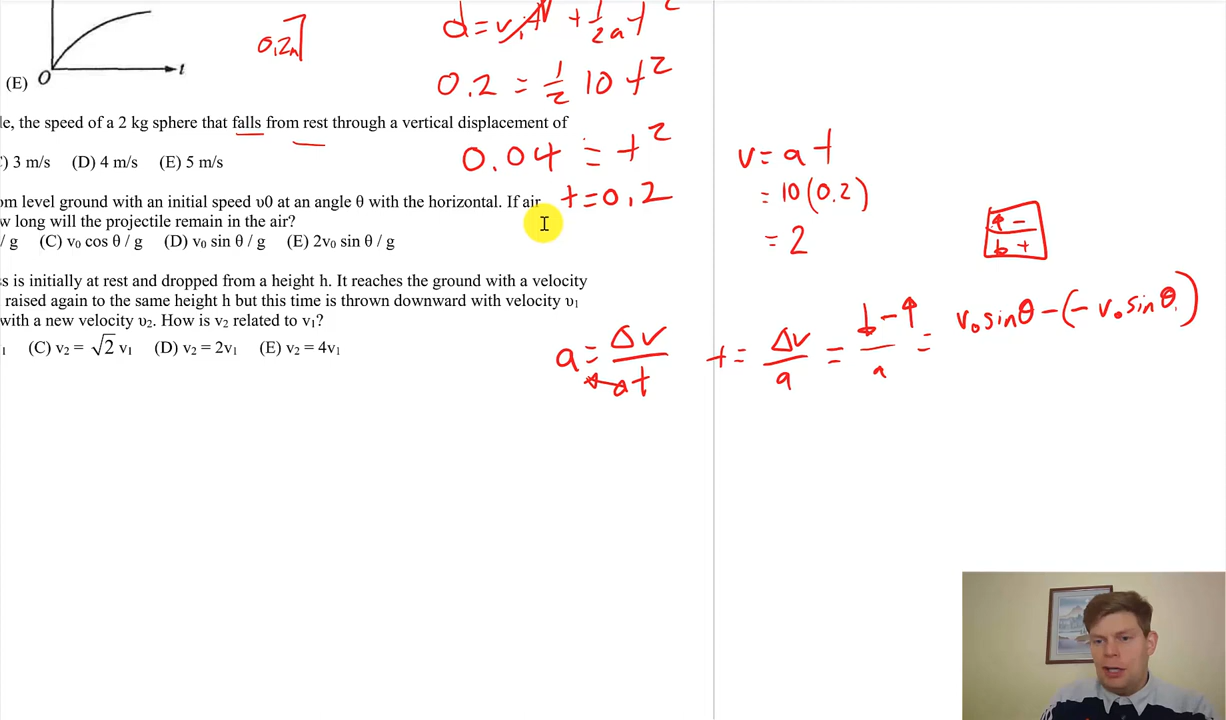 0.2m
d = v₁t + 1/2 a t²
O t
(E)
0.2 = 1/2 10 t²
le, the speed of a 2 kg sphere that falls from rest through a vertical displacement of
0.04 = t²
v = a t
) 3 m/s (D) 4 m/s (E) 5 m/s
t = 0.2
= 10(0.2)
om level ground with an initial speed υ0 at an angle θ with the horizontal. If air
w long will the projectile remain in the air?
/ g (C) v₀ cos θ / g (D) v₀ sin θ / g (E) 2v₀ sin θ / g
= 2
↑ −
↓ +
s is initially at rest and dropped from a height h. It reaches the ground with a velocity
raised again to the same height h but this time is thrown downward with velocity υ₁
with a new velocity υ₂. How is v₂ related to v₁?
₁ (C) v₂ = √2 v₁ (D) v₂ = 2v₁ (E) v₂ = 4v₁
a = Δv/t t = Δv/a = ↓−↑/a = v₀ sinθ − (− v₀ sinθ)